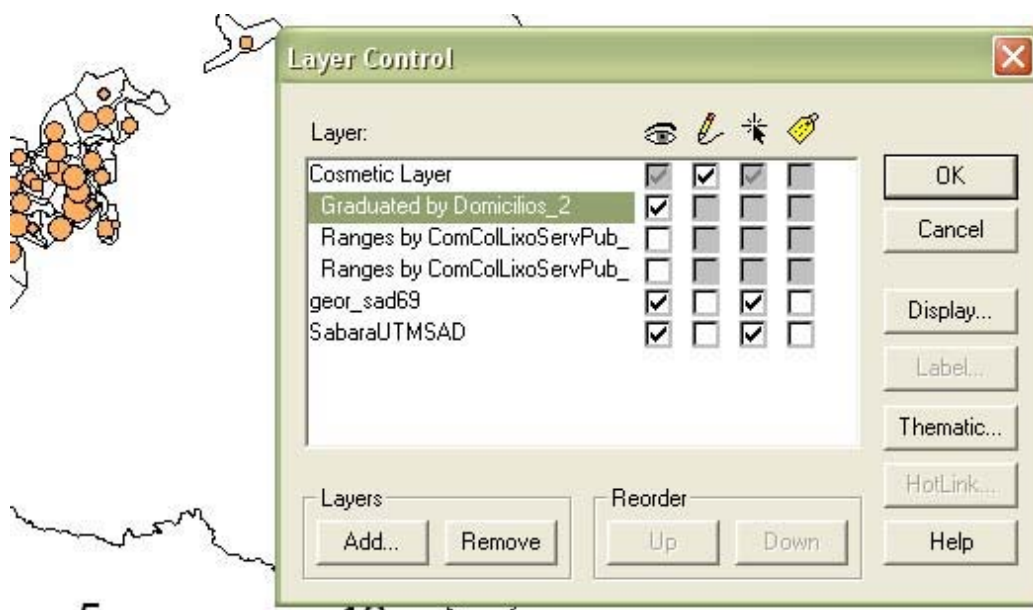 Layer Control
Layer:
Cosmetic Layer
Graduated by Domicilios_2
Ranges by ComColLixoServPub_
Ranges by ComColLixoServPub_
geor_sad69
SabaraUTMSAD
OK
Cancel
Display...
Label...
Thematic...
HotLink...
Help
Layers
Add...
Remove
Reorder
Up
Down